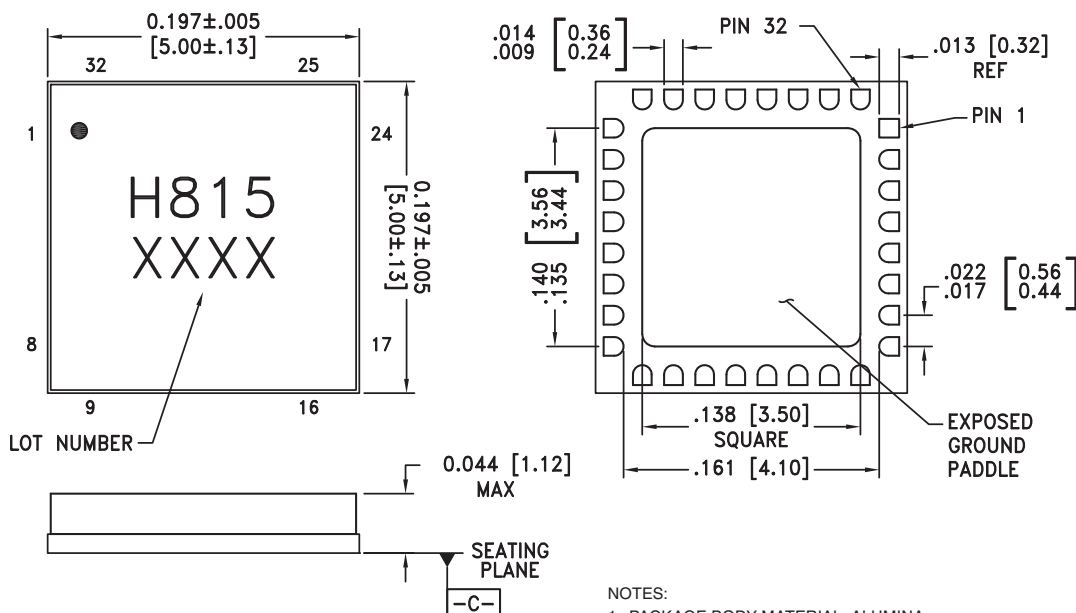 0.197±.005
[5.00±.13]
32 25
1 24
H815
XXXX
0.197±.005
[5.00±.13]
8 17
9 16
LOT NUMBER
.014 [0.36]
.009 [0.24]
PIN 32
.013 [0.32]
REF
PIN 1
[3.56]
[3.44]
.140
.135
.022 [0.56]
.017 [0.44]
.138 [3.50]
SQUARE
.161 [4.10]
EXPOSED
GROUND
PADDLE
0.044 [1.12]
MAX
SEATING
PLANE
-C-
NOTES: